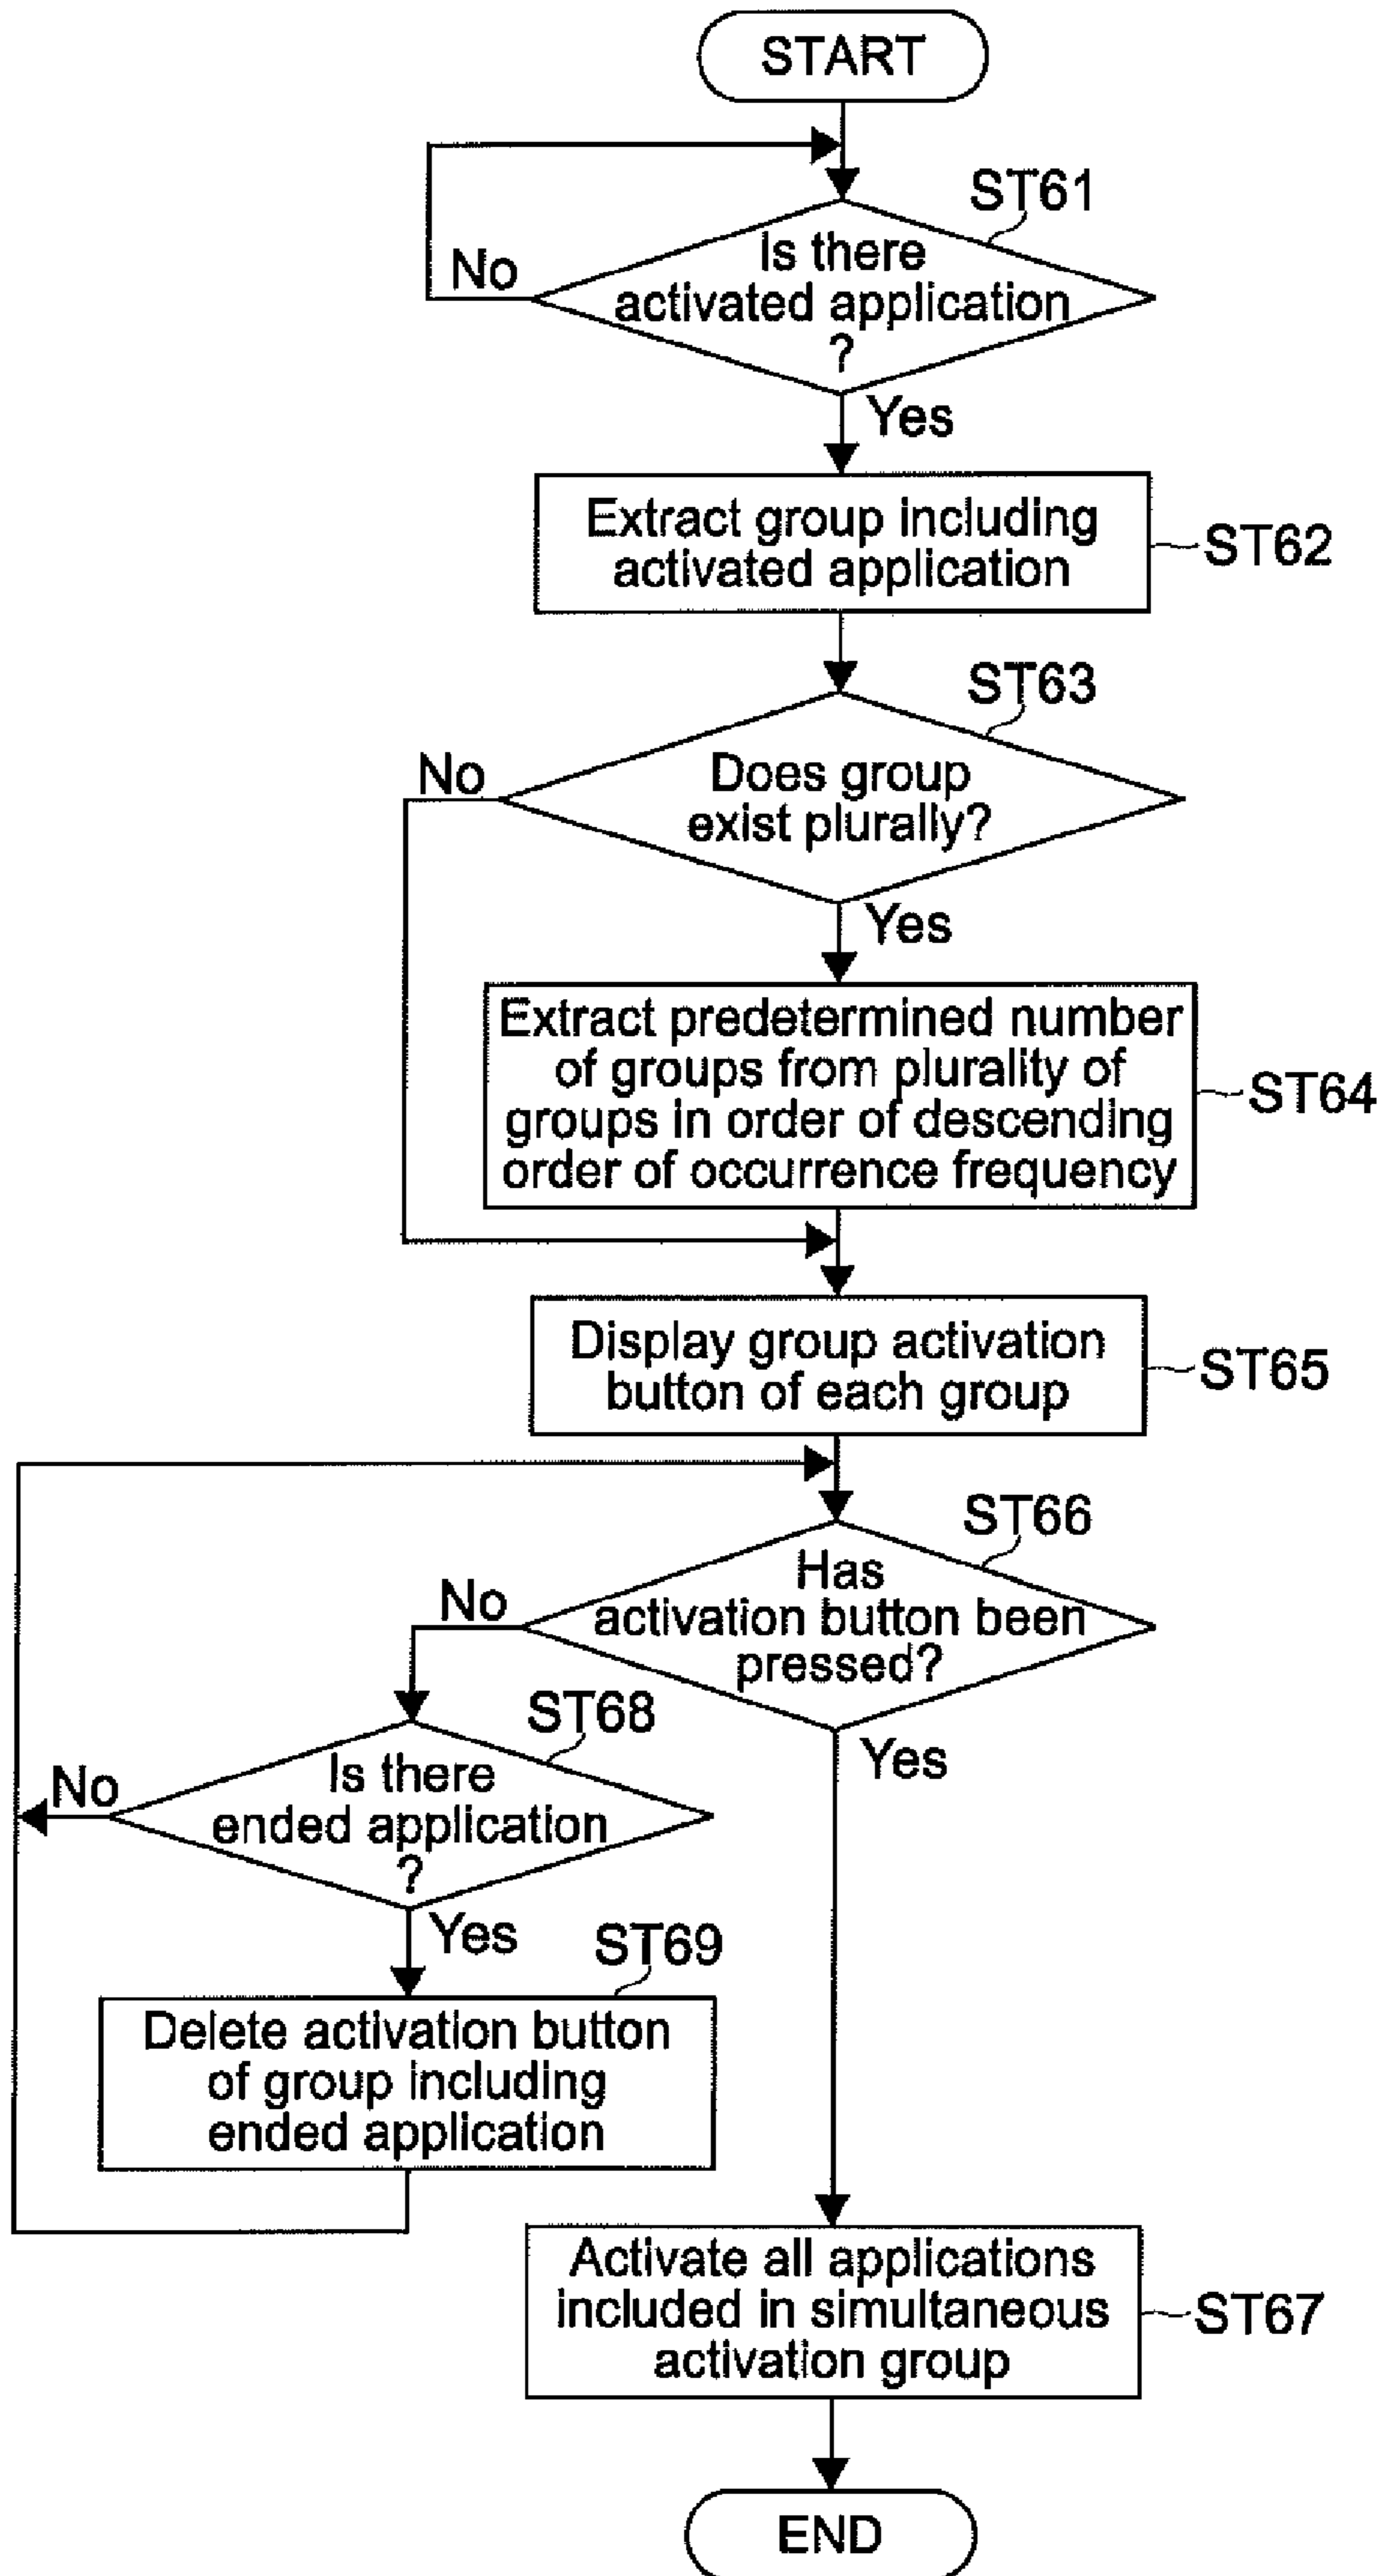 START
ST61
Is there
activated application
?
No
Yes
Extract group including
activated application
ST62
ST63
Does group
exist plurally?
No
Yes
Extract predetermined number
of groups from plurality of
groups in order of descending
order of occurrence frequency
ST64
Display group activation
button of each group
ST65
ST66
Has
activation button been
pressed?
No
Yes
ST68
Is there
ended application
?
No
Yes
ST69
Delete activation button
of group including
ended application
Activate all applications
included in simultaneous
activation group
ST67
END